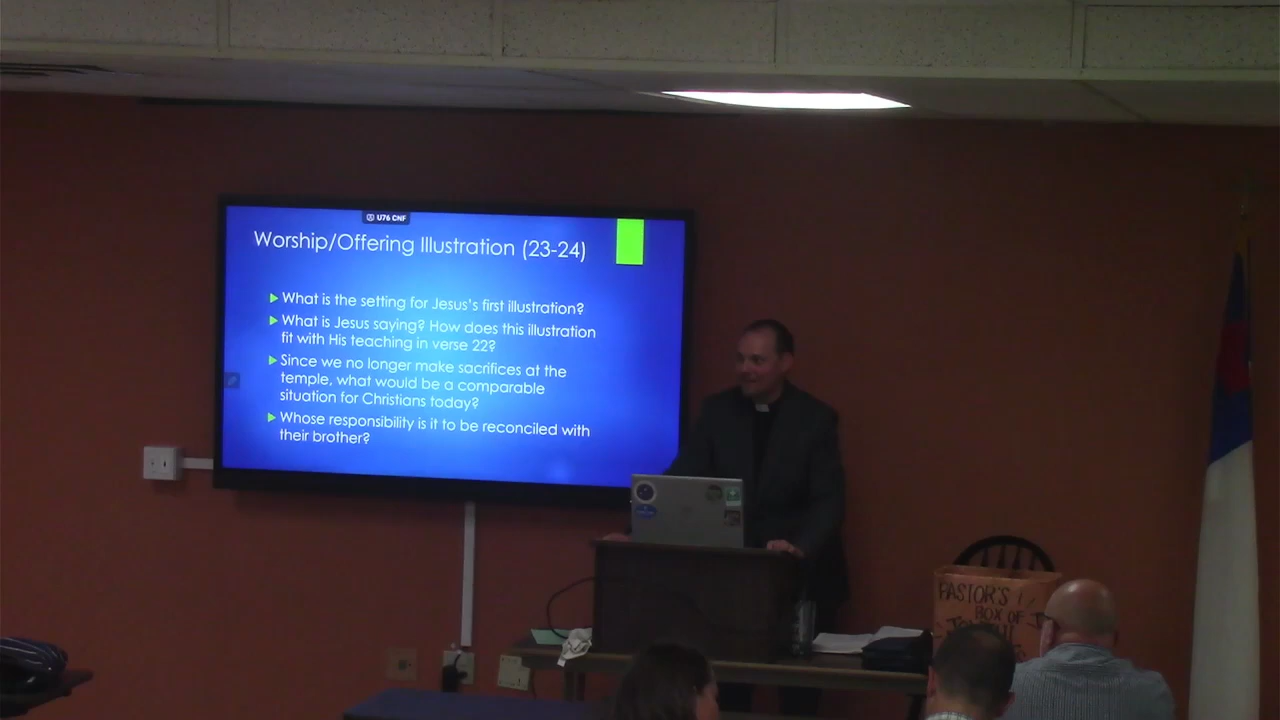 U76 CNF
Worship/Offering Illustration (23-24)
What is the setting for Jesus's first illustration?
What is Jesus saying? How does this illustration
fit with His teaching in verse 22?
Since we no longer make sacrifices at the
temple, what would be a comparable
situation for Christians today?
Whose responsibility is it to be reconciled with
their brother?
PASTOR'S
BOX OF